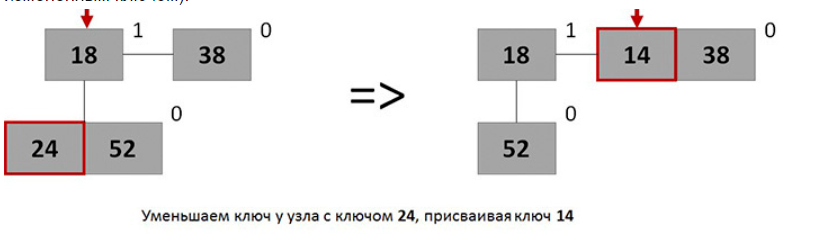 1 0 1 0
18 38 => 18 14 38
0 0
24 52 52
Уменьшаем ключ у узла с ключом 24, присваивая ключ 14